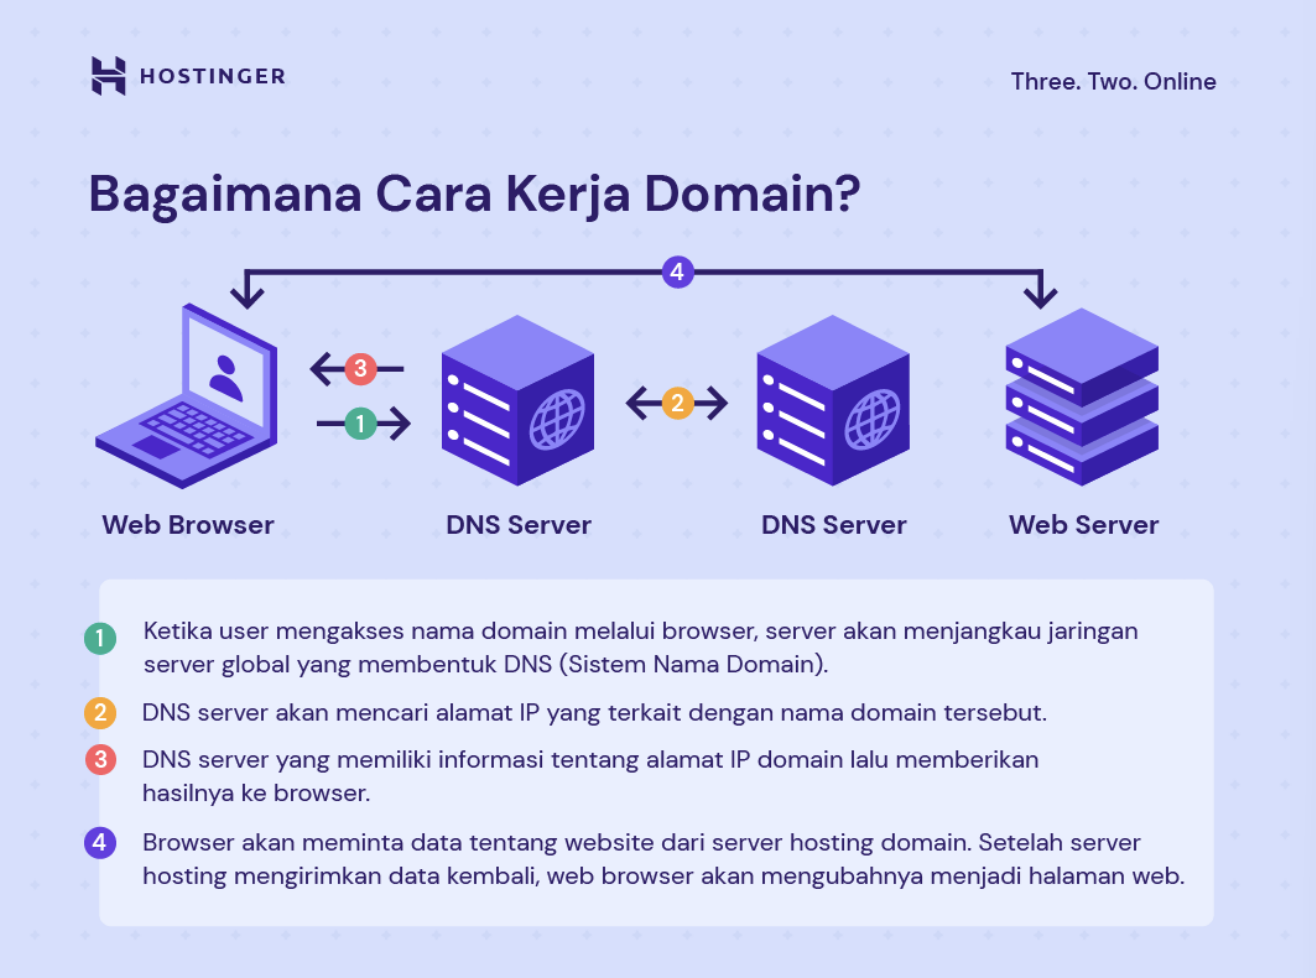 HOSTINGER
Three. Two. Online
Bagaimana Cara Kerja Domain?
4
3
1
2
Web Browser
DNS Server
DNS Server
Web Server
1 Ketika user mengakses nama domain melalui browser, server akan menjangkau jaringan
server global yang membentuk DNS (Sistem Nama Domain).
2 DNS server akan mencari alamat IP yang terkait dengan nama domain tersebut.
3 DNS server yang memiliki informasi tentang alamat IP domain lalu memberikan
hasilnya ke browser.
4 Browser akan meminta data tentang website dari server hosting domain. Setelah server
hosting mengirimkan data kembali, web browser akan mengubahnya menjadi halaman web.